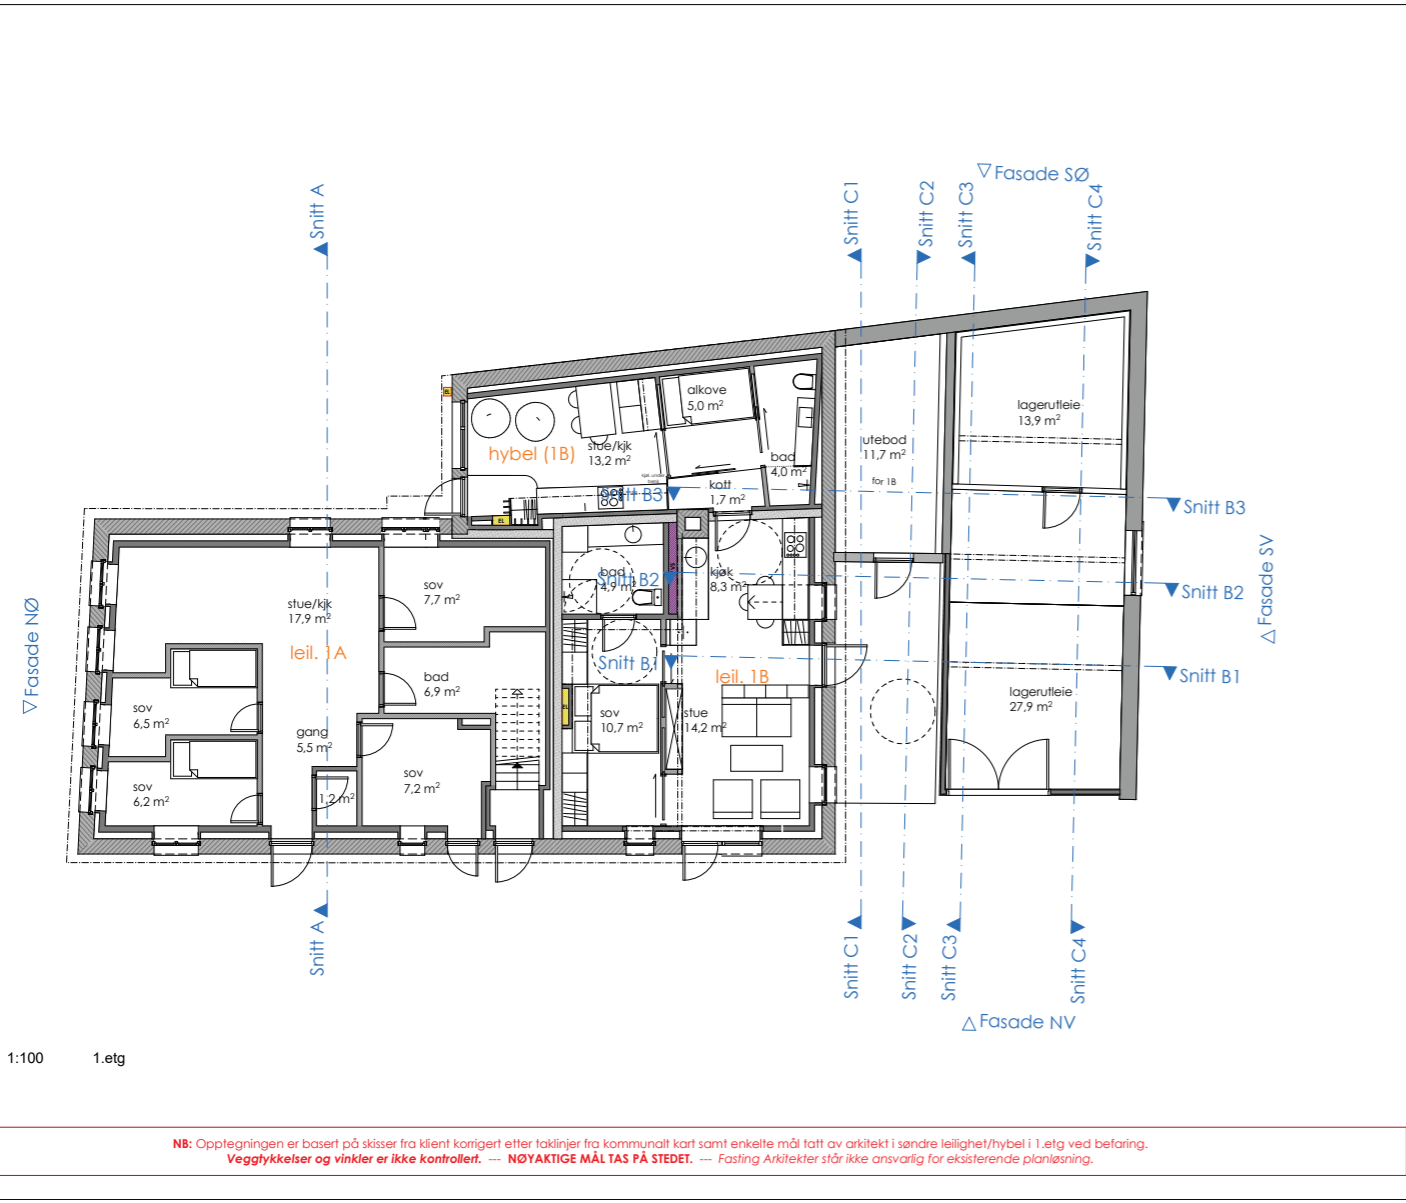 ▽ Fasade SØ
Snitt A
Snitt C1
Snitt C2
Snitt C3
Snitt C4
EL
alkove
5,0 m²
lagerutleie
13,9 m²
hybel (1B)
stue/kjk
13,2 m²
bad
4,0 m²
utebod
11,7 m²
for 1B
kott
1,7 m²
Snitt B3
Snitt B3
EL
bad
4,9 m²
Snitt B2
VS
kjøk
8,3 m²
Snitt B2
△ Fasade SV
▽ Fasade NØ
stue/kjk
17,9 m²
leil. 1A
sov
7,7 m²
bad
6,9 m²
Snitt B1
leil. 1B
Snitt B1
lagerutleie
27,9 m²
sov
6,5 m²
gang
5,5 m²
EL
sov
10,7 m²
stue
14,2 m²
sov
6,2 m²
1,2 m²
sov
7,2 m²
Snitt A
Snitt C1
Snitt C2
Snitt C3
Snitt C4
△ Fasade NV
1:100 1.etg
NB: Opptegningen er basert på skisser fra klient korrigert etter taklinjer fra kommunalt kart samt enkelte mål tatt av arkitekt i søndre leilighet/hybel i 1.etg ved befaring.
Veggtykkelser og vinkler er ikke kontrollert. --- NØYAKTIGE MÅL TAS PÅ STEDET. --- Fasting Arkitekter står ikke ansvarlig for eksisterende planløsning.